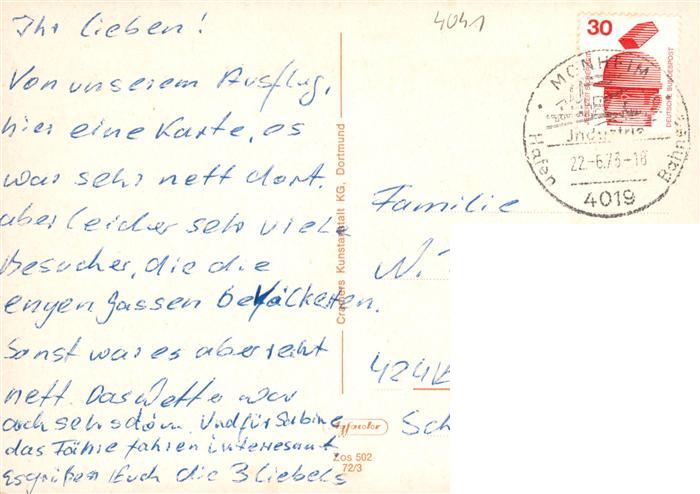 4041
Ihr lieben!
Von unserem Ausflug,
hier eine Karte, es
war sehr nett dort.
aber leider sehr viele
Besucher, die die
engen Gassen bevölkerten.
Sonst war es aber recht
nett. Das Wetter war
auch sehr schön. Und für Sabine
das Fähre fahren interessant.
Es grüßen Euch die 3 Liebels
Cramers Kunstanstalt KG, Dortmund
Agfacolor
Zos 502
72/3
30
DEUTSCHE BUNDESPOST
MONHEIM
Industrie
Hafen
Bahnen
22.-6.73-18
4019
Familie
N.
424
Sch